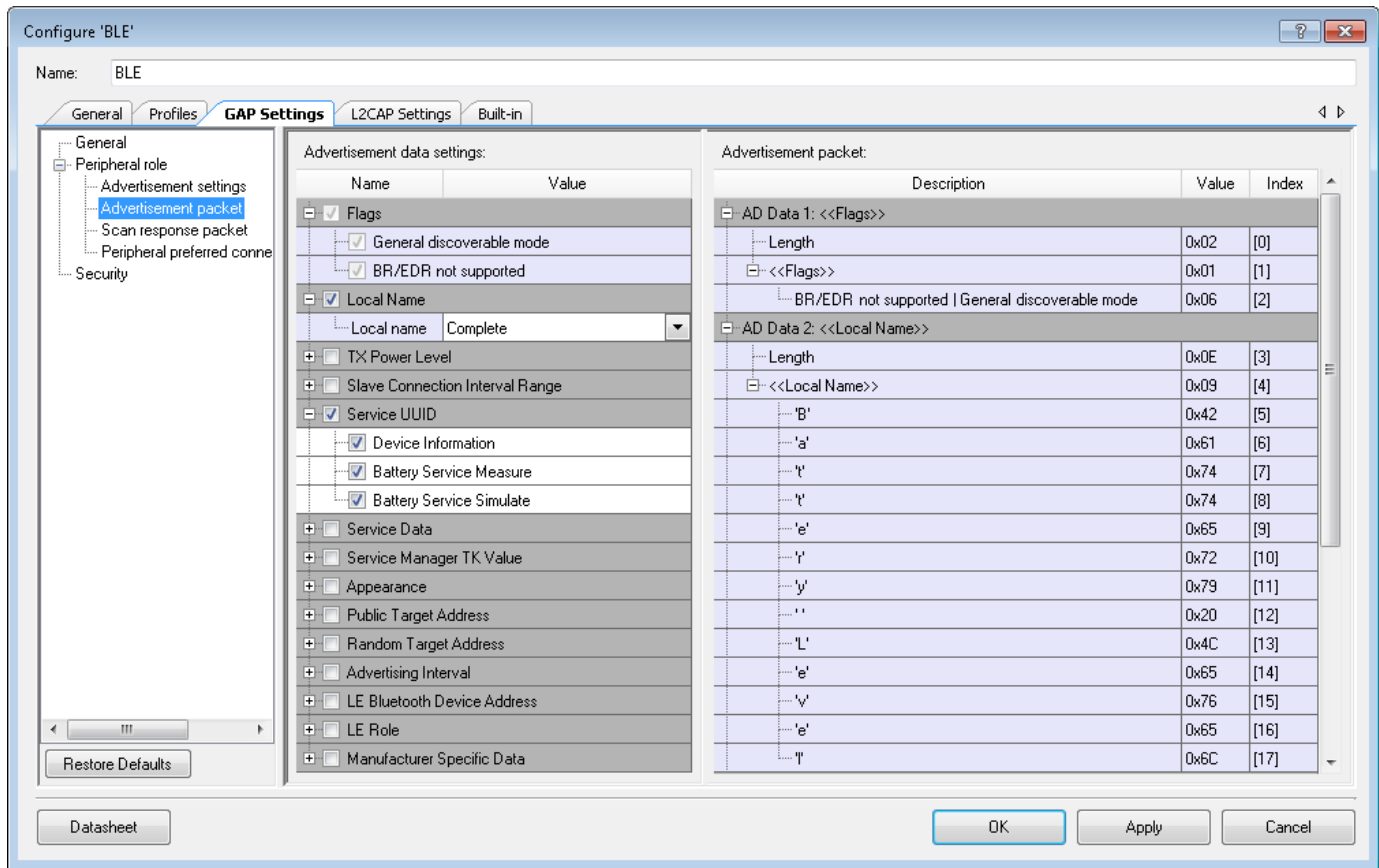 Configure 'BLE'
Name: BLE
General Profiles GAP Settings L2CAP Settings Built-in
General
Peripheral role
Advertisement settings
Advertisement packet
Scan response packet
Peripheral preferred conne
Security
Restore Defaults
Advertisement data settings:
Name Value
Flags
General discoverable mode
BR/EDR not supported
Local Name
Local name Complete
TX Power Level
Slave Connection Interval Range
Service UUID
Device Information
Battery Service Measure
Battery Service Simulate
Service Data
Service Manager TK Value
Appearance
Public Target Address
Random Target Address
Advertising Interval
LE Bluetooth Device Address
LE Role
Manufacturer Specific Data
Advertisement packet:
Description Value Index
AD Data 1: <<Flags>>
Length 0x02 [0]
<<Flags>> 0x01 [1]
BR/EDR not supported | General discoverable mode 0x06 [2]
AD Data 2: <<Local Name>>
Length 0x0E [3]
<<Local Name>> 0x09 [4]
'B' 0x42 [5]
'a' 0x61 [6]
't' 0x74 [7]
't' 0x74 [8]
'e' 0x65 [9]
'r' 0x72 [10]
'y' 0x79 [11]
' ' 0x20 [12]
'L' 0x4C [13]
'e' 0x65 [14]
'v' 0x76 [15]
'e' 0x65 [16]
'l' 0x6C [17]
Datasheet OK Apply Cancel